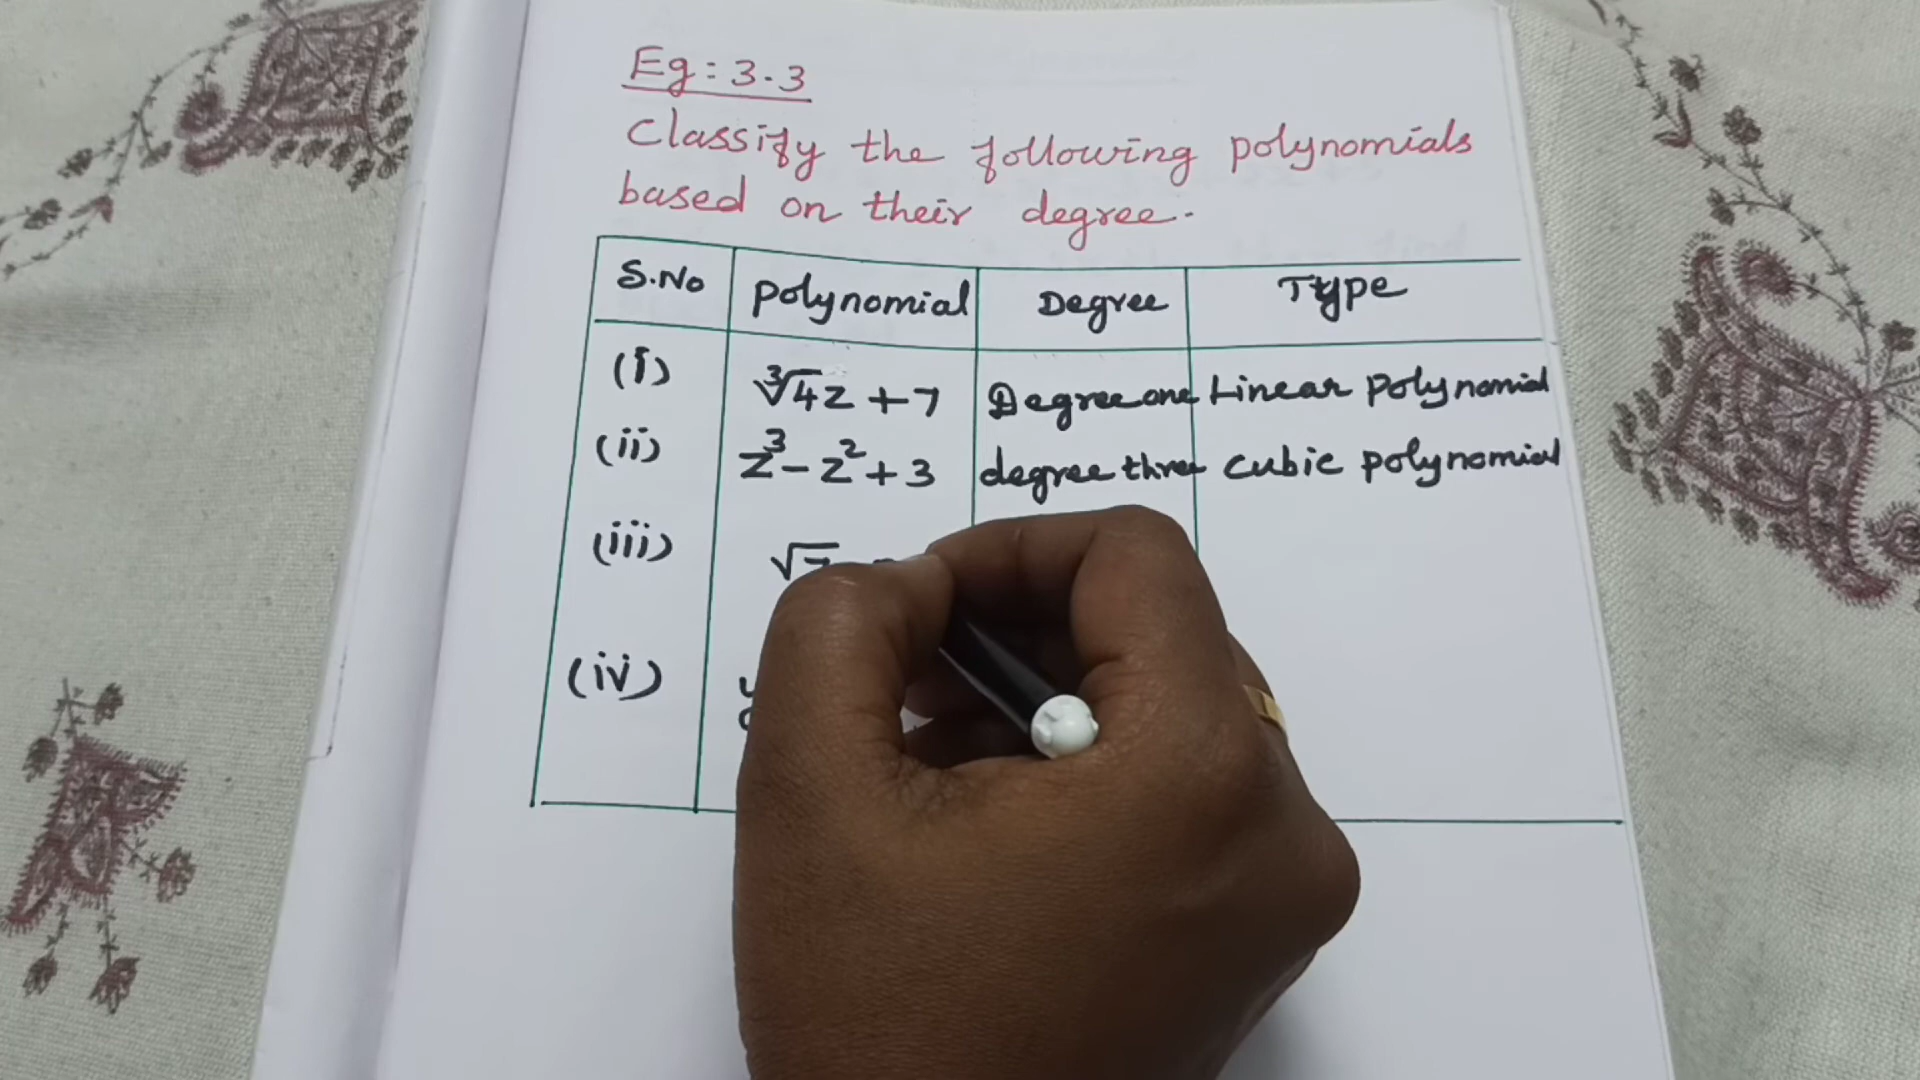 Eg: 3.3
Classify the following polynomials
based on their degree.
S.No Polynomial Degree Type
(i) ∛4z + 7 Degree one Linear Polynomial
(ii) z³ - z² + 3 degree three cubic polynomial
(iii) √7
(iv)